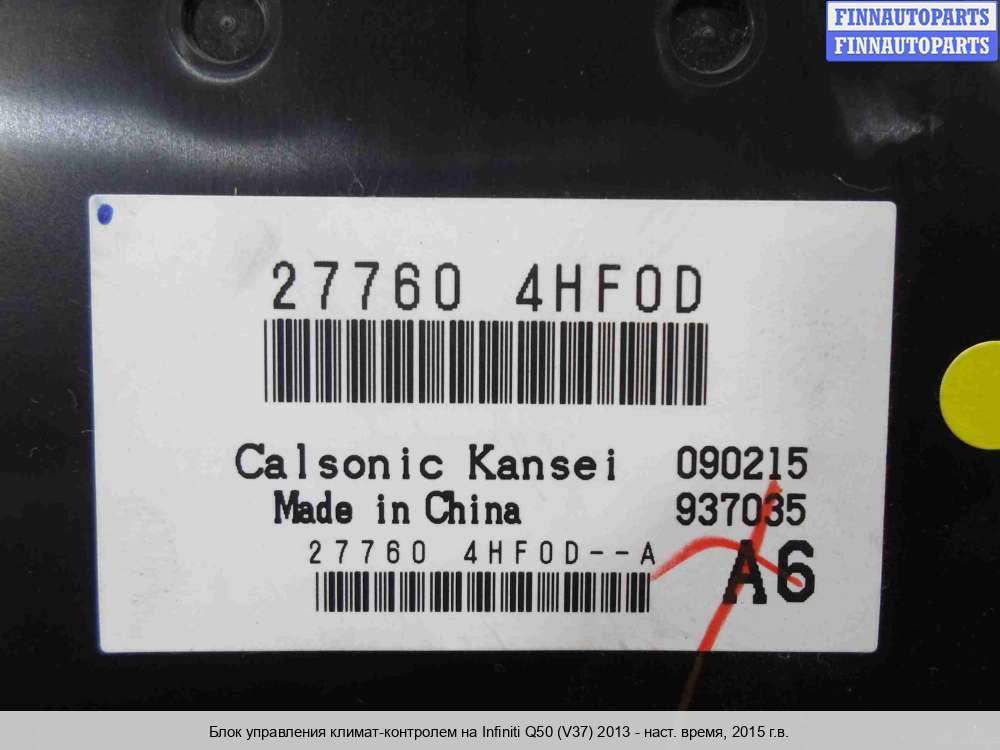 FINNAUTOPARTS
FINNAUTOPARTS
27760 4HF0D
Calsonic Kansei 090215
Made in China 937035
27760 4HF0D--A
A6
Блок управления климат-контролем на Infiniti Q50 (V37) 2013 - наст. время, 2015 г.в.